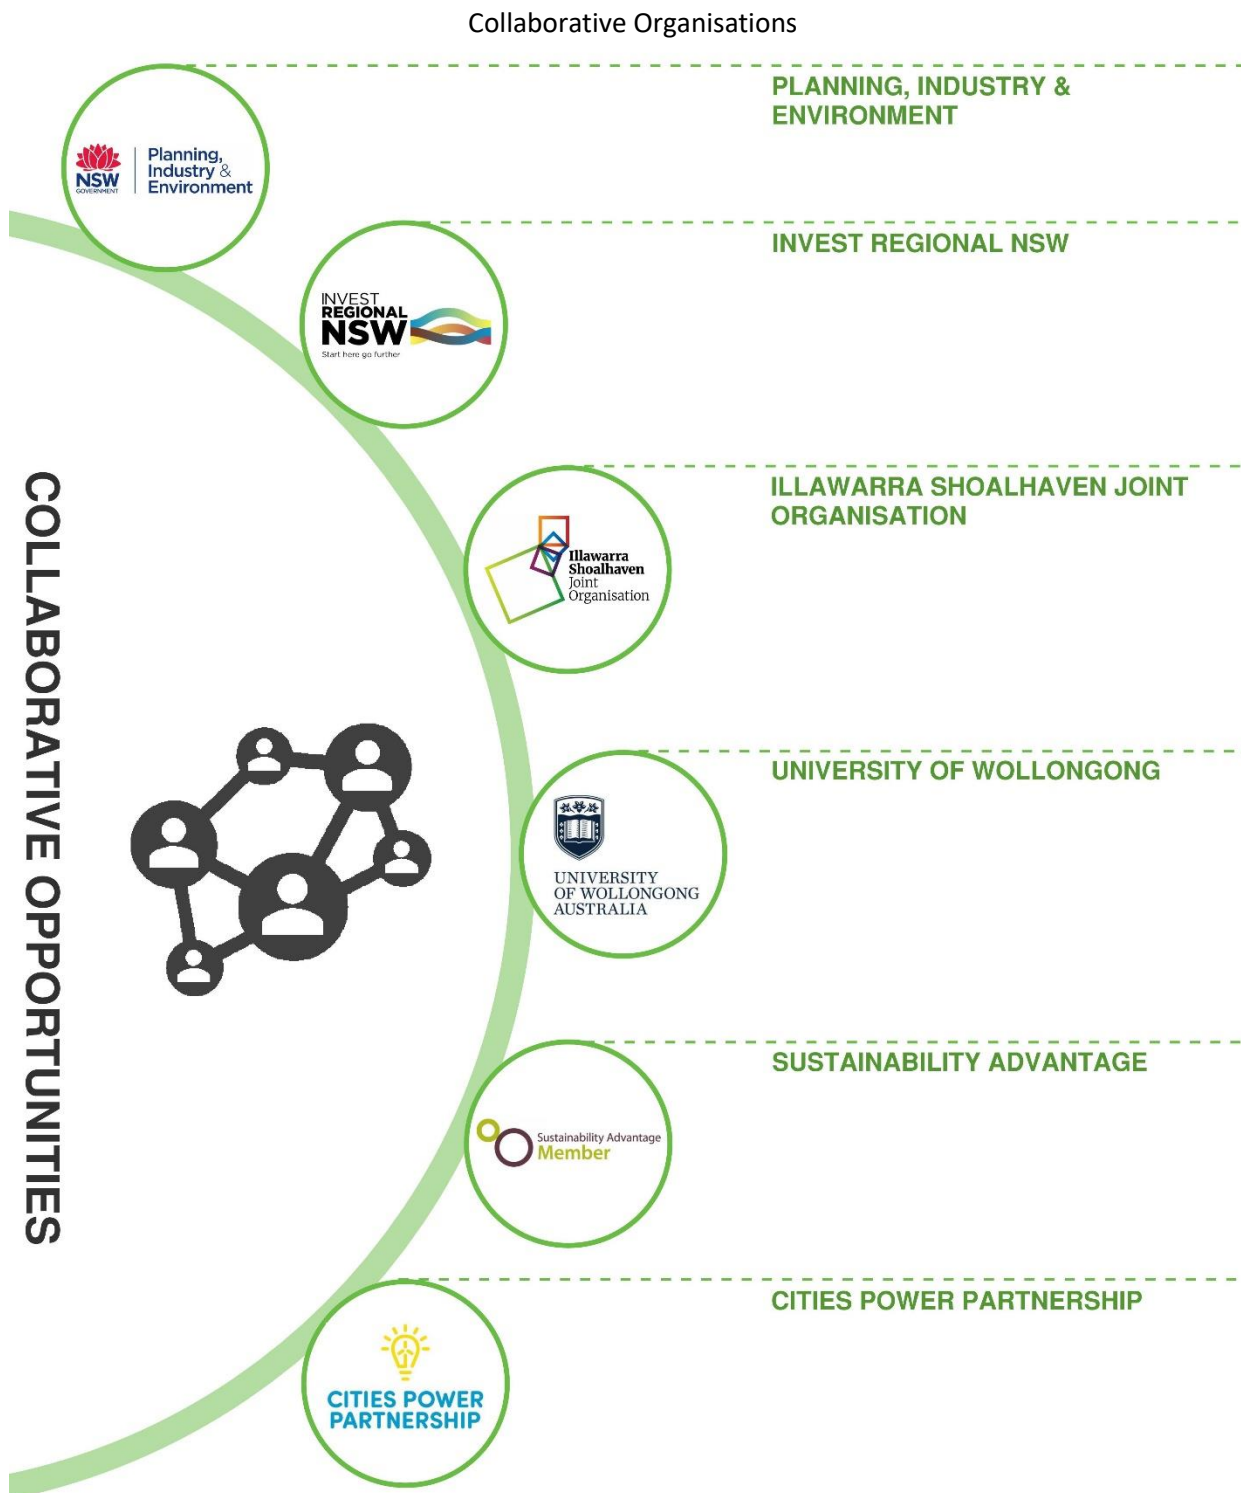 Collaborative Organisations
PLANNING, INDUSTRY &
ENVIRONMENT
NSW
GOVERNMENT
Planning,
Industry &
Environment
INVEST REGIONAL NSW
INVEST
REGIONAL
NSW
Start here go further
ILLAWARRA SHOALHAVEN JOINT
ORGANISATION
Illawarra
Shoalhaven
Joint
Organisation
COLLABORATIVE OPPORTUNITIES
UNIVERSITY OF WOLLONGONG
UNIVERSITY
OF WOLLONGONG
AUSTRALIA
SUSTAINABILITY ADVANTAGE
Sustainability Advantage
Member
CITIES POWER PARTNERSHIP
CITIES POWER
PARTNERSHIP